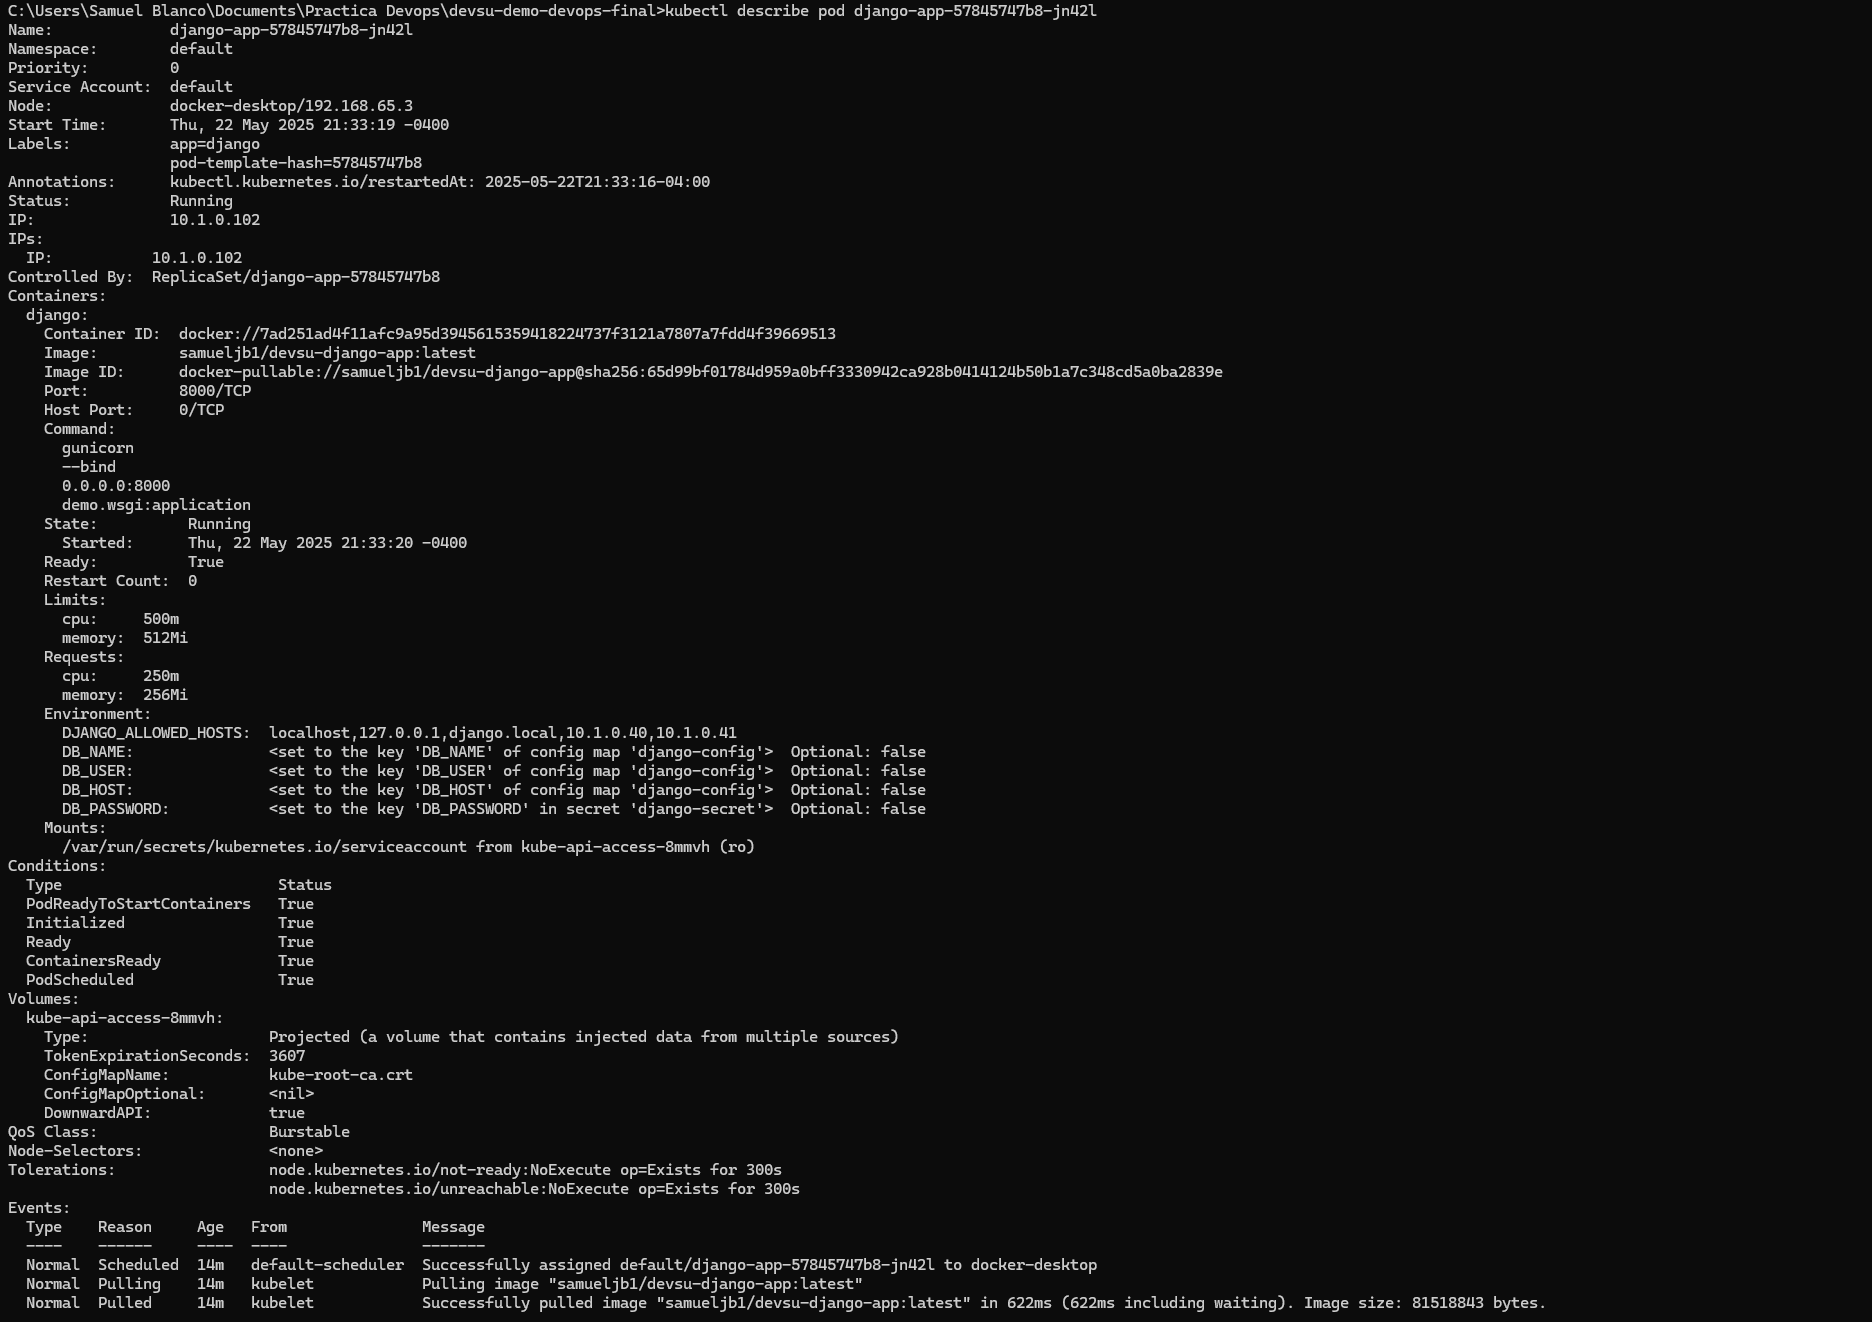 C:\Users\Samuel Blanco\Documents\Practica Devops\devsu-demo-devops-final>kubectl describe pod django-app-57845747b8-jn42l
Name:             django-app-57845747b8-jn42l
Namespace:        default
Priority:         0
Service Account:  default
Node:             docker-desktop/192.168.65.3
Start Time:       Thu, 22 May 2025 21:33:19 -0400
Labels:           app=django
                  pod-template-hash=57845747b8
Annotations:      kubectl.kubernetes.io/restartedAt: 2025-05-22T21:33:16-04:00
Status:           Running
IP:               10.1.0.102
IPs:
  IP:           10.1.0.102
Controlled By:  ReplicaSet/django-app-57845747b8
Containers:
  django:
    Container ID:  docker://7ad251ad4f11afc9a95d3945615359418224737f3121a7807a7fdd4f39669513
    Image:         samueljb1/devsu-django-app:latest
    Image ID:      docker-pullable://samueljb1/devsu-django-app@sha256:65d99bf01784d959a0bff3330942ca928b0414124b50b1a7c348cd5a0ba2839e
    Port:          8000/TCP
    Host Port:     0/TCP
    Command:
      gunicorn
      --bind
      0.0.0.0:8000
      demo.wsgi:application
    State:          Running
      Started:      Thu, 22 May 2025 21:33:20 -0400
    Ready:          True
    Restart Count:  0
    Limits:
      cpu:     500m
      memory:  512Mi
    Requests:
      cpu:     250m
      memory:  256Mi
    Environment:
      DJANGO_ALLOWED_HOSTS:  localhost,127.0.0.1,django.local,10.1.0.40,10.1.0.41
      DB_NAME:               <set to the key 'DB_NAME' of config map 'django-config'>  Optional: false
      DB_USER:               <set to the key 'DB_USER' of config map 'django-config'>  Optional: false
      DB_HOST:               <set to the key 'DB_HOST' of config map 'django-config'>  Optional: false
      DB_PASSWORD:           <set to the key 'DB_PASSWORD' in secret 'django-secret'>  Optional: false
    Mounts:
      /var/run/secrets/kubernetes.io/serviceaccount from kube-api-access-8mmvh (ro)
Conditions:
  Type                        Status
  PodReadyToStartContainers   True
  Initialized                 True
  Ready                       True
  ContainersReady             True
  PodScheduled                True
Volumes:
  kube-api-access-8mmvh:
    Type:                    Projected (a volume that contains injected data from multiple sources)
    TokenExpirationSeconds:  3607
    ConfigMapName:           kube-root-ca.crt
    ConfigMapOptional:       <nil>
    DownwardAPI:             true
QoS Class:                   Burstable
Node-Selectors:              <none>
Tolerations:                 node.kubernetes.io/not-ready:NoExecute op=Exists for 300s
                             node.kubernetes.io/unreachable:NoExecute op=Exists for 300s
Events:
  Type    Reason     Age   From               Message
  ----    ------     ----  ----               -------
  Normal  Scheduled  14m   default-scheduler  Successfully assigned default/django-app-57845747b8-jn42l to docker-desktop
  Normal  Pulling    14m   kubelet            Pulling image "samueljb1/devsu-django-app:latest"
  Normal  Pulled     14m   kubelet            Successfully pulled image "samueljb1/devsu-django-app:latest" in 622ms (622ms including waiting). Image size: 81518843 bytes.